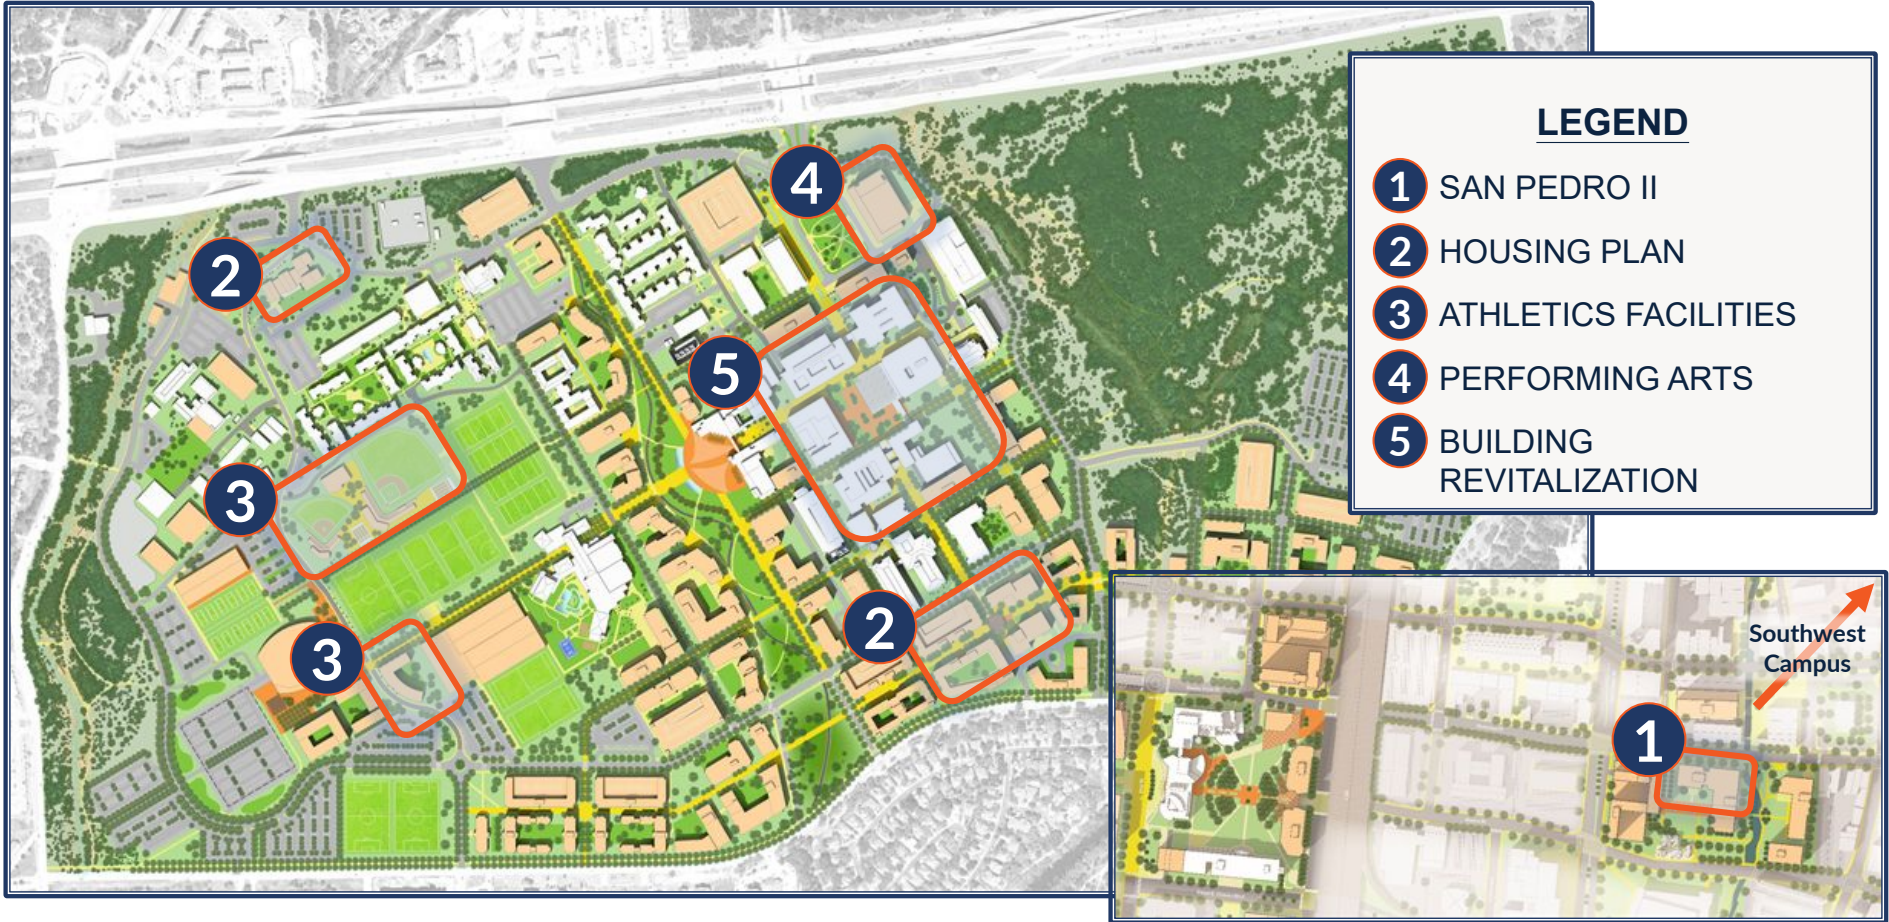 LEGEND
1 SAN PEDRO II
2 HOUSING PLAN
3 ATHLETICS FACILITIES
4 PERFORMING ARTS
5 BUILDING
REVITALIZATION
4
2
5
3
2
3
Southwest
Campus
1